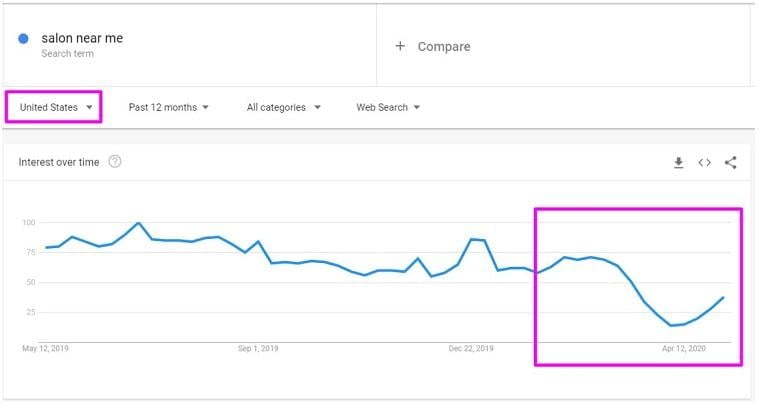 salon near me
Search term
+ Compare
United States
Past 12 months
All categories
Web Search
Interest over time
100
75
50
25
May 12, 2019
Sep 1, 2019
Dec 22, 2019
Apr 12, 2020